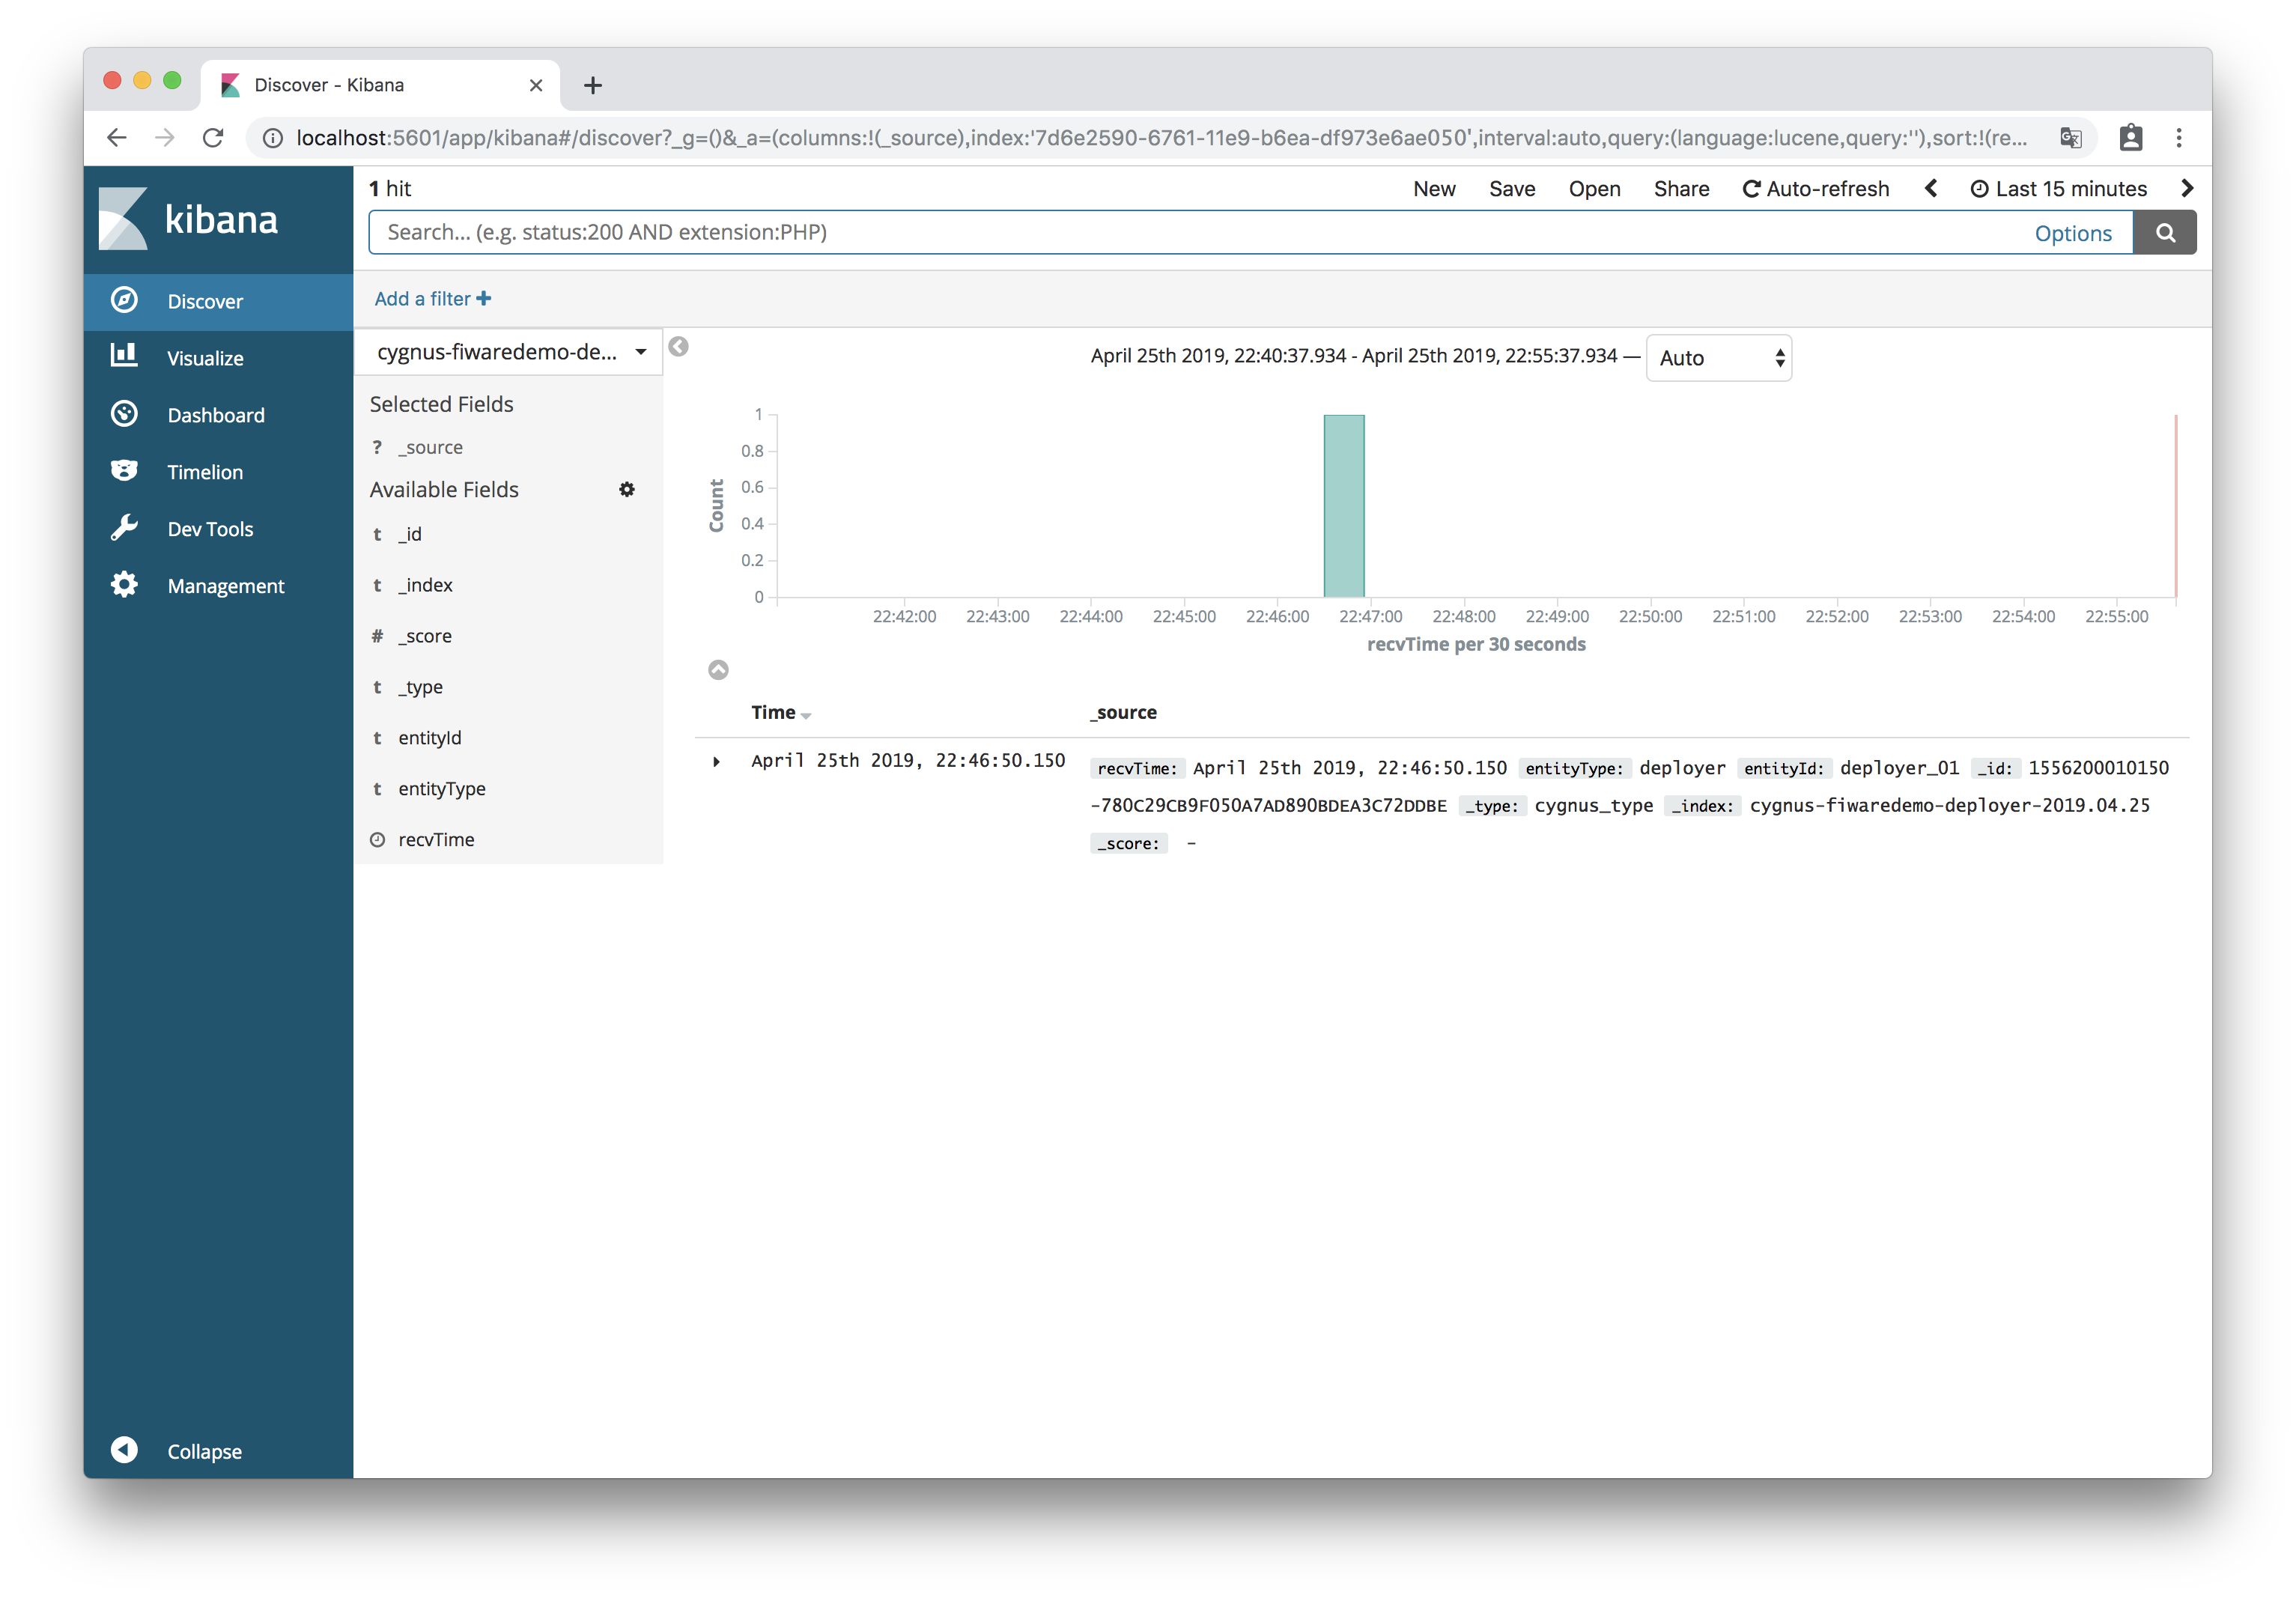 Discover - Kibana
localhost:5601/app/kibana#/discover?_g=()&_a=(columns:!(_source),index:'7d6e2590-6761-11e9-b6ea-df973e6ae050',interval:auto,query:(language:lucene,query:''),sort:!(re...
kibana
Discover
Visualize
Dashboard
Timelion
Dev Tools
Management
Collapse
1 hit
New Save Open Share Auto-refresh Last 15 minutes
Search... (e.g. status:200 AND extension:PHP) Options
Add a filter
cygnus-fiwaredemo-de...
Selected Fields
? _source
Available Fields
t _id
t _index
# _score
t _type
t entityId
t entityType
recvTime
April 25th 2019, 22:40:37.934 - April 25th 2019, 22:55:37.934 — Auto
Count
1
0.8
0.6
0.4
0.2
0
22:42:00 22:43:00 22:44:00 22:45:00 22:46:00 22:47:00 22:48:00 22:49:00 22:50:00 22:51:00 22:52:00 22:53:00 22:54:00 22:55:00
recvTime per 30 seconds
Time _source
April 25th 2019, 22:46:50.150 recvTime: April 25th 2019, 22:46:50.150 entityType: deployer entityId: deployer_01 _id: 1556200010150
-780C29CB9F050A7AD890BDEA3C72DDBE _type: cygnus_type _index: cygnus-fiwaredemo-deployer-2019.04.25
_score: -